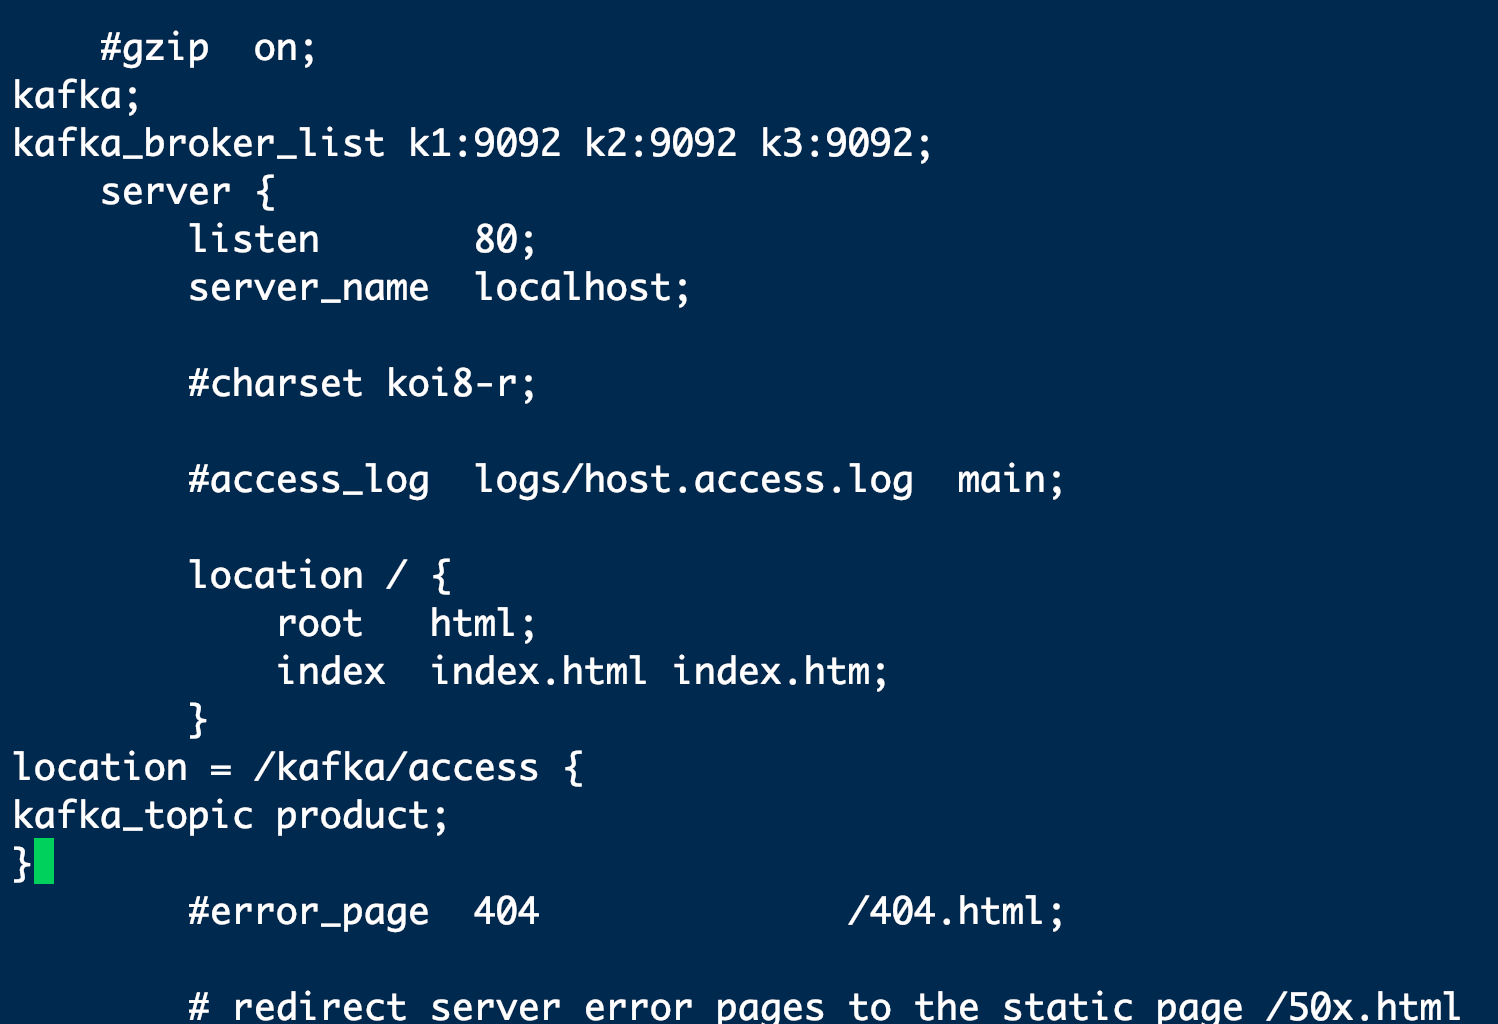 #gzip  on;
kafka;
kafka_broker_list k1:9092 k2:9092 k3:9092;
server {
listen       80;
server_name  localhost;
#charset koi8-r;
#access_log  logs/host.access.log  main;
location / {
root   html;
index  index.html index.htm;
}
location = /kafka/access {
kafka_topic product;
}
#error_page  404              /404.html;
# redirect server error pages to the static page /50x.html